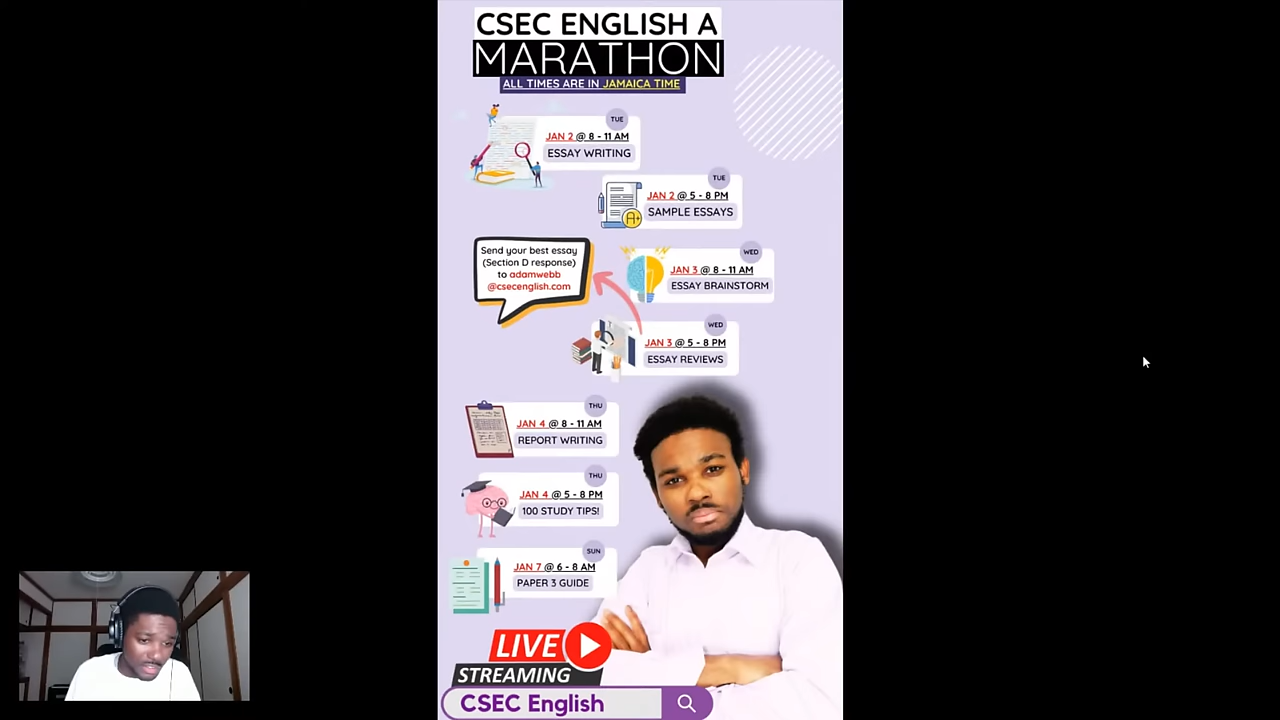 CSEC ENGLISH A
MARATHON
ALL TIMES ARE IN JAMAICA TIME
TUE
JAN 2 @ 8 - 11 AM
ESSAY WRITING
TUE
JAN 2 @ 5 - 8 PM
SAMPLE ESSAYS
A+
Send your best essay
(Section D response)
to adamwebb
@csecenglish.com
WED
JAN 3 @ 8 - 11 AM
ESSAY BRAINSTORM
WED
JAN 3 @ 5 - 8 PM
ESSAY REVIEWS
THU
JAN 4 @ 8 - 11 AM
REPORT WRITING
THU
JAN 4 @ 5 - 8 PM
100 STUDY TIPS!
SUN
JAN 7 @ 6 - 8 AM
PAPER 3 GUIDE
LIVE
STREAMING
CSEC English